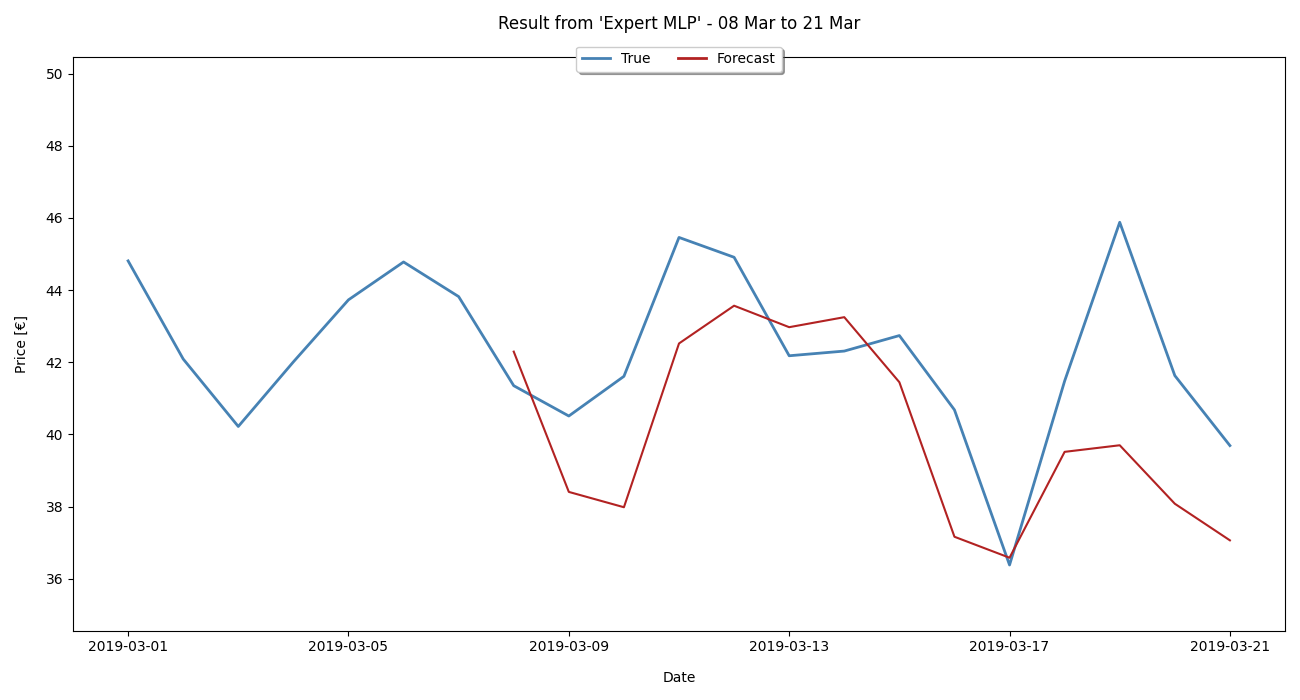 Result from 'Expert MLP' - 08 Mar to 21 Mar
True Forecast
50
48
46
44
42
40
38
36
Price [€]
2019-03-01 2019-03-05 2019-03-09 2019-03-13 2019-03-17 2019-03-21
Date